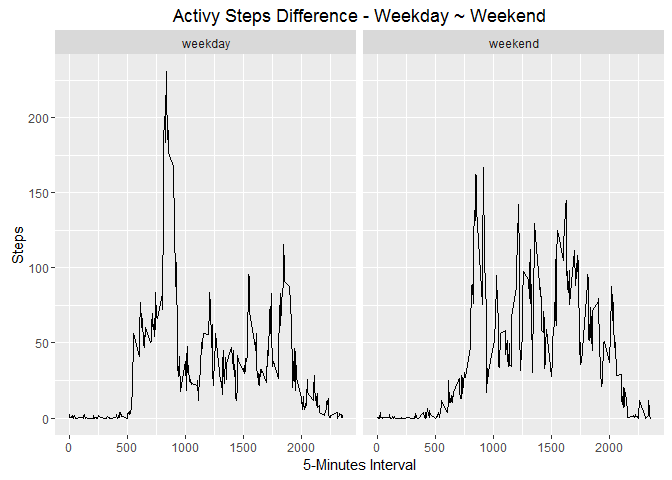 Activy Steps Difference - Weekday ~ Weekend
weekday
weekend
Steps
200
150
100
50
0
0 500 1000 1500 2000
0 500 1000 1500 2000
5-Minutes Interval